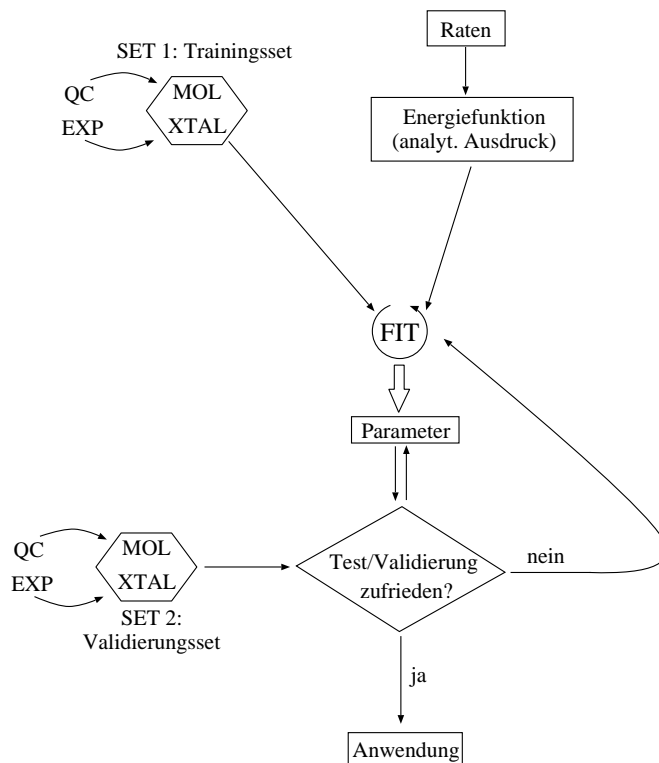 Raten
SET 1: Trainingsset
QC
MOL
EXP
XTAL
Energiefunktion
(analyt. Ausdruck)
FIT
Parameter
QC
MOL
EXP
XTAL
SET 2:
Validierungsset
Test/Validierung
zufrieden?
nein
ja
Anwendung